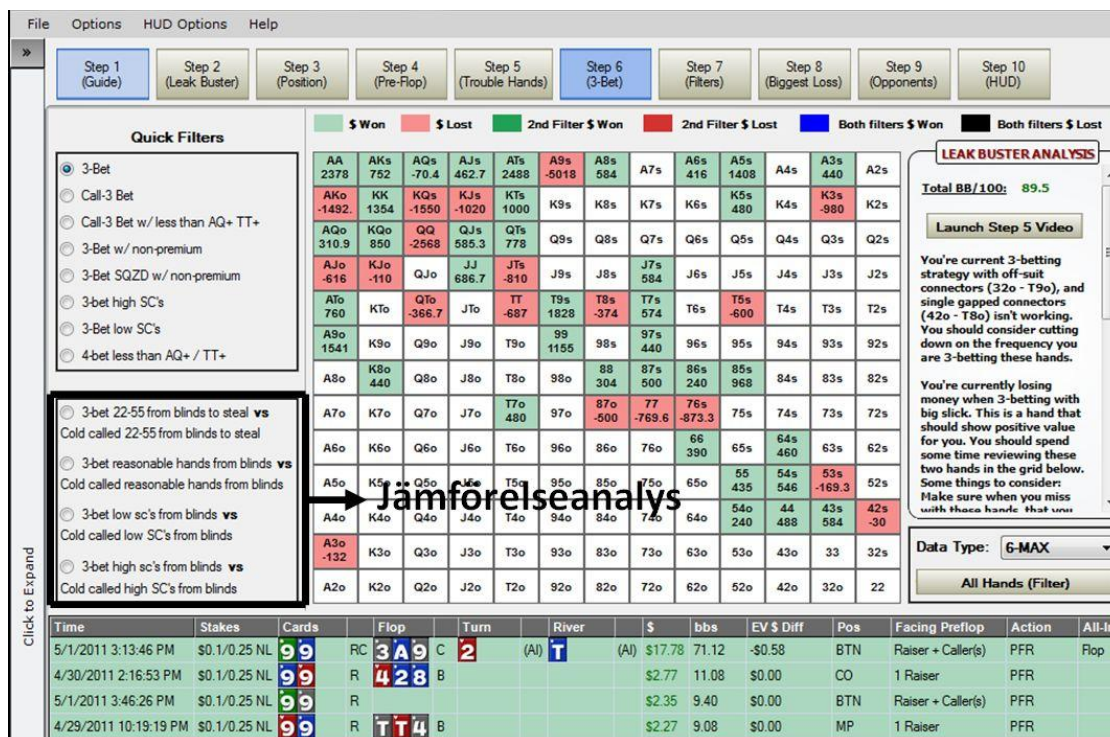 File Options HUD Options Help
»
Step 1 Step 2 Step 3 Step 4 Step 5 Step 6 Step 7 Step 8 Step 9 Step 10
(Guide) (Leak Buster) (Position) (Pre-Flop) (Trouble Hands) (3-Bet) (Filters) (Biggest Loss) (Opponents) (HUD)
$ Won $ Lost 2nd Filter $ Won 2nd Filter $ Lost Both filters $ Won Both filters $ Lost
Quick Filters
3-Bet
Call-3 Bet
Call-3 Bet w/ less than AQ+ TT+
3-Bet w/ non-premium
3-Bet SQZD w/ non-premium
3-bet high SC's
3-Bet low SC's
4-bet less than AQ+ / TT+
3-bet 22-55 from blinds to steal vs
Cold called 22-55 from blinds to steal
3-bet reasonable hands from blinds vs
Cold called reasonable hands from blinds
3-bet low sc's from blinds vs
Cold called low SC's from blinds
3-bet high sc's from blinds vs
Cold called high SC's from blinds
Click to Expand
AA AKs AQs AJs ATs A9s A8s A7s A6s A5s A4s A3s A2s
2378 752 -70.4 462.7 2488 -5018 584 416 1408 440
AKo KK KQs KJs KTs K9s K8s K7s K6s K5s K4s K3s K2s
-1492. 1354 -1550 -1020 1000 480 -980
AQo KQo QQ QJs QTs Q9s Q8s Q7s Q6s Q5s Q4s Q3s Q2s
310.9 850 -2568 585.3 778
AJo KJo QJo JJ JTs J9s J8s J7s J6s J5s J4s J3s J2s
-616 -110 686.7 -810 584
ATo KTo QTo JTo TT T9s T8s T7s T6s T5s T4s T3s T2s
760 -366.7 -687 1828 -374 574 -600
A9o K9o Q9o J9o T9o 99 98s 97s 96s 95s 94s 93s 92s
1541 1155 440
A8o K8o Q8o J8o T8o 98o 88 87s 86s 85s 84s 83s 82s
440 304 500 240 968
A7o K7o Q7o J7o T7o 97o 87o 77 76s 75s 74s 73s 72s
480 -500 -769.6 -873.3
A6o K6o Q6o J6o T6o 96o 86o 76o 66 65s 64s 63s 62s
390 460
A5o K5o Q5o J5o T5o 95o 85o 75o 65o 55 54s 53s 52s
435 546 -169.3
Jämförelseanalys
A4o K4o Q4o J4o T4o 94o 84o 74o 64o 54o 44 43s 42s
240 488 584 -30
A3o K3o Q3o J3o T3o 93o 83o 73o 63o 53o 43o 33 32s
-132
A2o K2o Q2o J2o T2o 92o 82o 72o 62o 52o 42o 32o 22
LEAK BUSTER ANALYSIS
Total BB/100: 89.5
Launch Step 5 Video
You're current 3-betting
strategy with off-suit
connectors (32o - T9o), and
single gapped connectors
(42o - T8o) isn't working.
You should consider cutting
down on the frequency you
are 3-betting these hands.
You're currently losing
money when 3-betting with
big slick. This is a hand that
should show positive value
for you. You should spend
some time reviewing these
two hands in the grid below.
Some things to consider:
Make sure when you miss
with these hands, that you
Data Type: 6-MAX
All Hands (Filter)
Time Stakes Cards Flop Turn River $ bbs EV $ Diff Pos Facing Preflop Action All-In
5/1/2011 3:13:46 PM $0.1/0.25 NL 99 RC 3A9 C 2 (AI) T (AI) $17.78 71.12 -$0.58 BTN Raiser + Caller(s) PFR Flop
4/30/2011 2:16:53 PM $0.1/0.25 NL 99 R 428 B $2.77 11.08 $0.00 CO 1 Raiser PFR
5/1/2011 3:46:26 PM $0.1/0.25 NL 99 R $2.35 9.40 $0.00 BTN Raiser + Caller(s) PFR
4/29/2011 10:19:19 PM $0.1/0.25 NL 99 R TT4 B $2.27 9.08 $0.00 MP 1 Raiser PFR